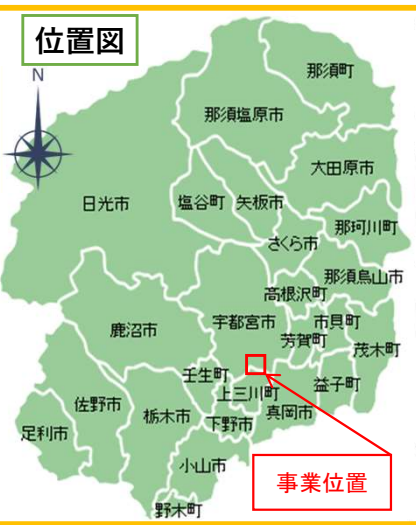 位置図
N
那須町
那須塩原市
大田原市
日光市
塩谷町
矢板市
那珂川町
さくら市
那須烏山市
高根沢町
鹿沼市
宇都宮市
市貝町
芳賀町
茂木町
壬生町
上三川町
益子町
佐野市
栃木市
下野市
真岡市
足利市
小山市
事業位置
野木町